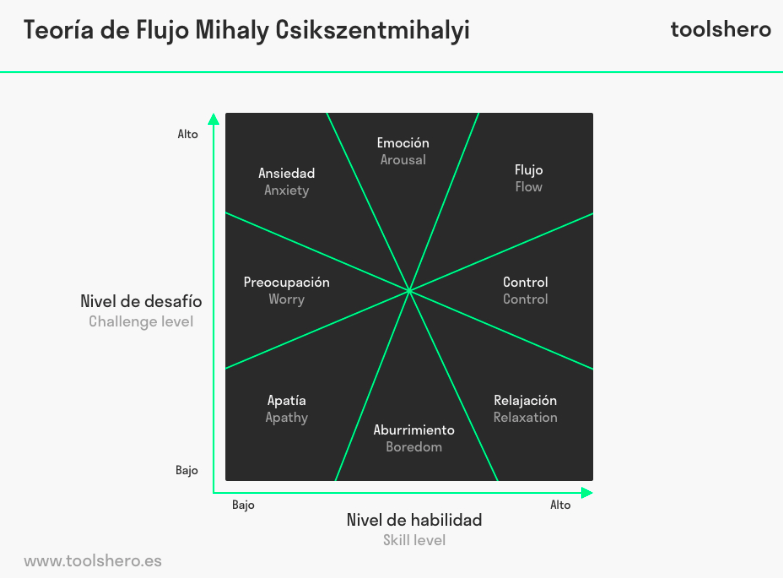 Teoría de Flujo Mihaly Csikszentmihalyi
toolshero
Alto
Emoción
Arousal
Ansiedad
Anxiety
Flujo
Flow
Preocupación
Worry
Control
Control
Nivel de desafío
Challenge level
Apatía
Apathy
Relajación
Relaxation
Aburrimiento
Boredom
Bajo
Bajo
Alto
Nivel de habilidad
Skill level
www.toolshero.es